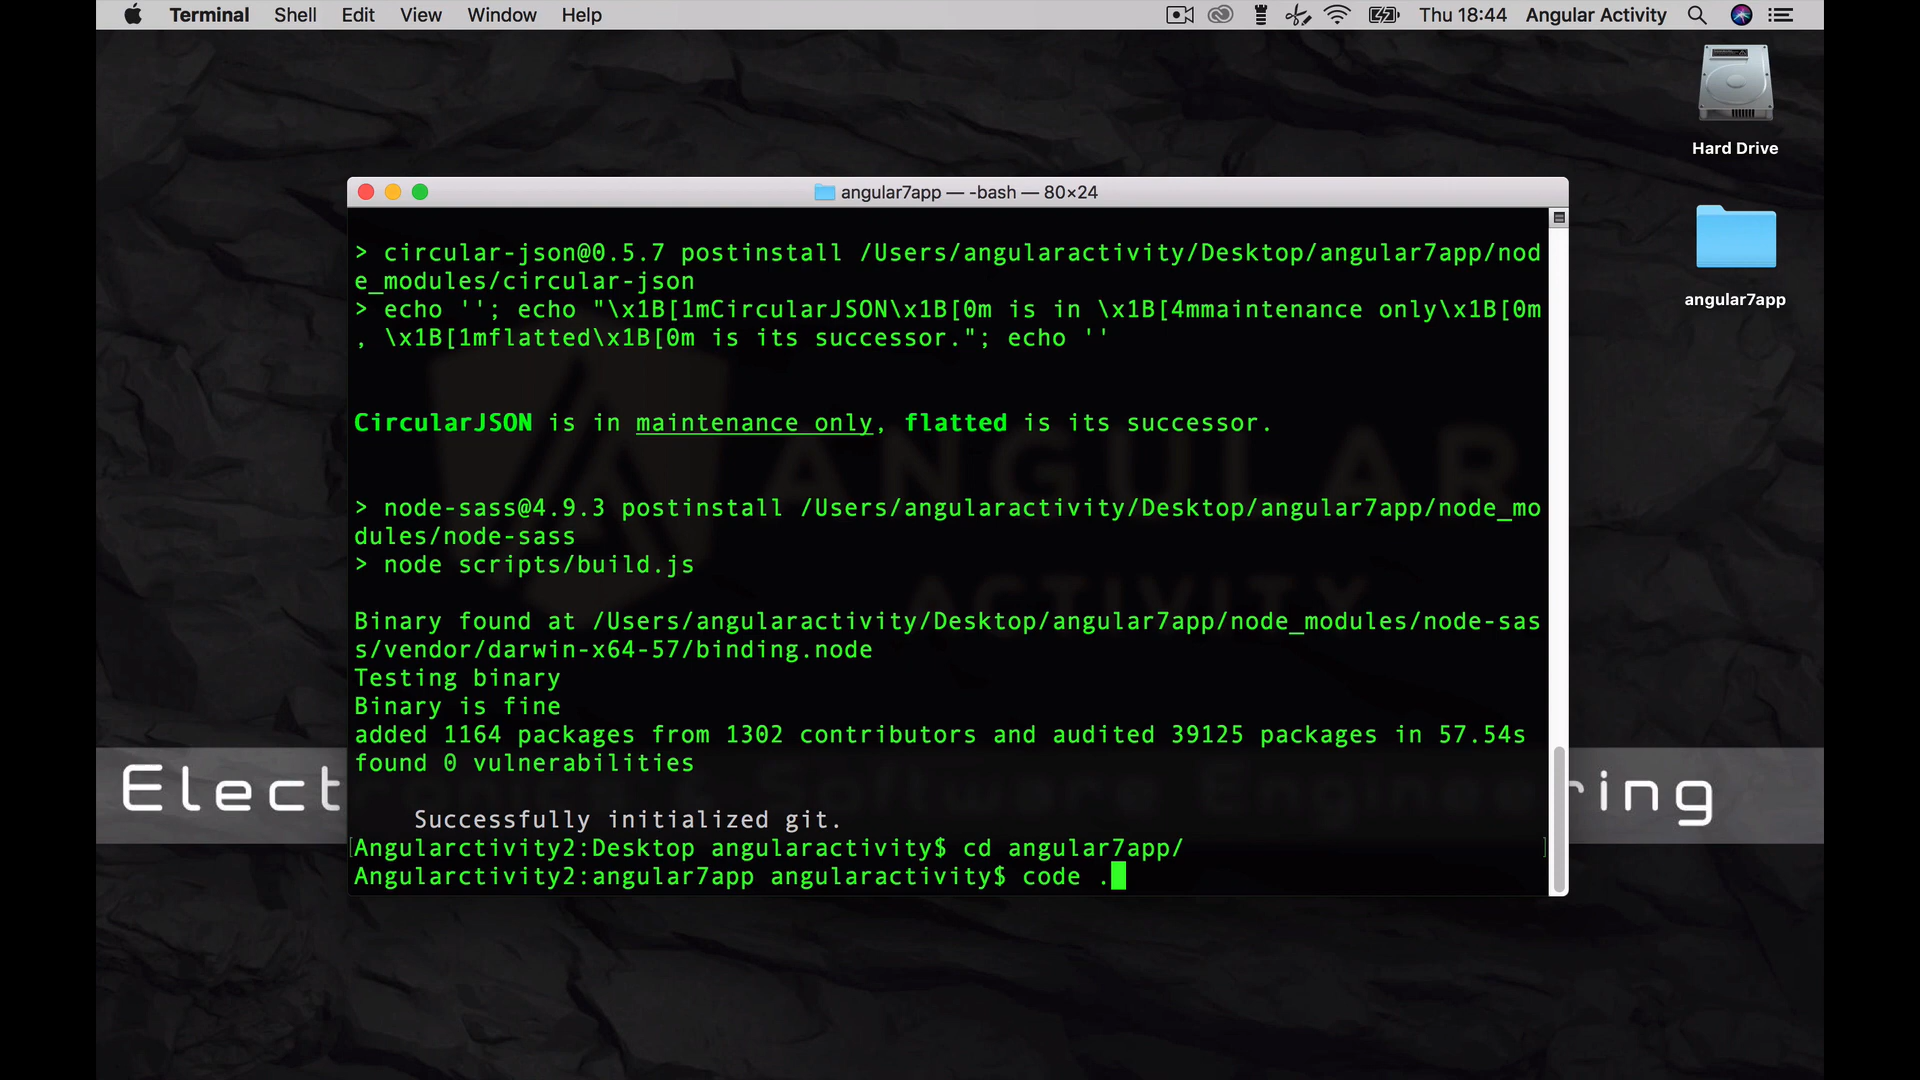 Terminal Shell Edit View Window Help Thu 18:44 Angular Activity
Hard Drive
angular7app
angular7app — -bash — 80×24
> circular-json@0.5.7 postinstall /Users/angularactivity/Desktop/angular7app/nod
e_modules/circular-json
> echo ''; echo "\x1B[1mCircularJSON\x1B[0m is in \x1B[4mmaintenance only\x1B[0m
, \x1B[1mflatted\x1B[0m is its successor."; echo ''
CircularJSON is in maintenance only, flatted is its successor.
> node-sass@4.9.3 postinstall /Users/angularactivity/Desktop/angular7app/node_mo
dules/node-sass
> node scripts/build.js
Binary found at /Users/angularactivity/Desktop/angular7app/node_modules/node-sas
s/vendor/darwin-x64-57/binding.node
Testing binary
Binary is fine
added 1164 packages from 1302 contributors and audited 39125 packages in 57.54s
found 0 vulnerabilities
Successfully initialized git.
[Angularctivity2:Desktop angularactivity$ cd angular7app/ ]
Angularctivity2:angular7app angularactivity$ code .
ANGULAR
ACTIVITY
Electronics & Software Engineering